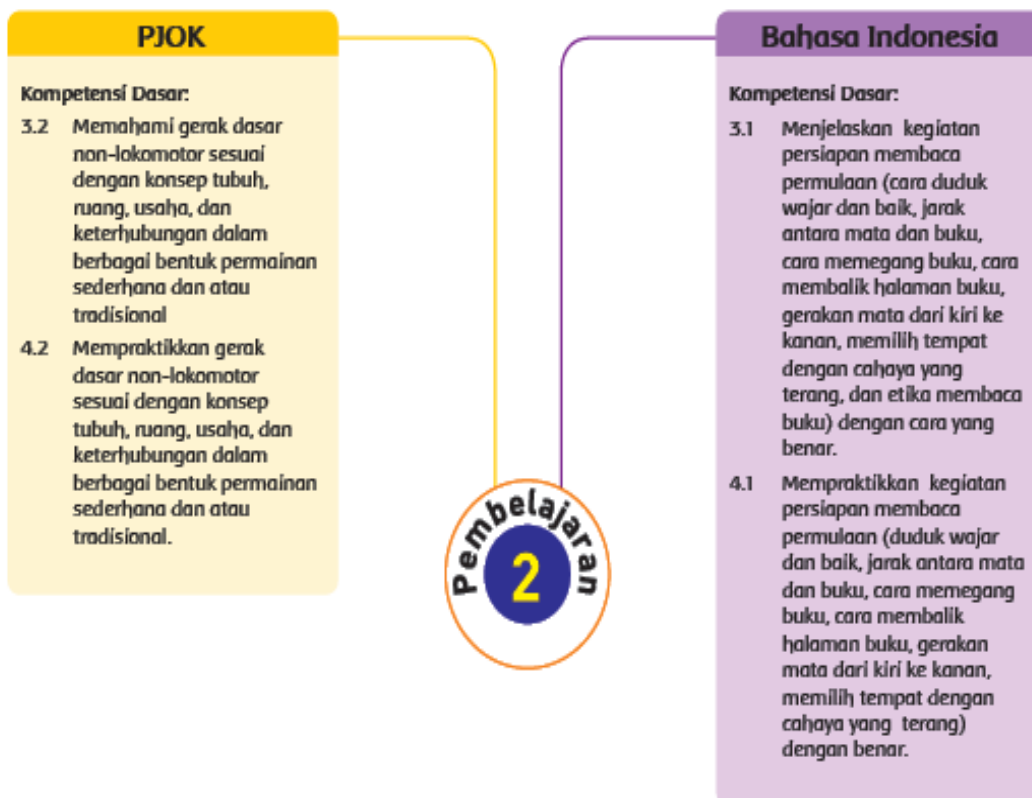 PJOK
Kompetensi Dasar:
3.2 Memahami gerak dasar
non-lokomotor sesuai
dengan konsep tubuh,
ruang, usaha, dan
keterhubungan dalam
berbagai bentuk permainan
sederhana dan atau
tradisional
4.2 Mempraktikkan gerak
dasar non-lokomotor
sesuai dengan konsep
tubuh, ruang, usaha, dan
keterhubungan dalam
berbagai bentuk permainan
sederhana dan atau
tradisional.
Bahasa Indonesia
Kompetensi Dasar:
3.1 Menjelaskan kegiatan
persiapan membaca
permulaan (cara duduk
wajar dan baik, jarak
antara mata dan buku,
cara memegang buku, cara
membalik halaman buku,
gerakan mata dari kiri ke
kanan, memilih tempat
dengan cahaya yang
terang, dan etika membaca
buku) dengan cara yang
benar.
4.1 Mempraktikkan kegiatan
persiapan membaca
permulaan (duduk wajar
dan baik, jarak antara mata
dan buku, cara memegang
buku, cara membalik
halaman buku, gerakan
mata dari kiri ke kanan,
memilih tempat dengan
cahaya yang terang)
dengan benar.
Pembelajaran
2